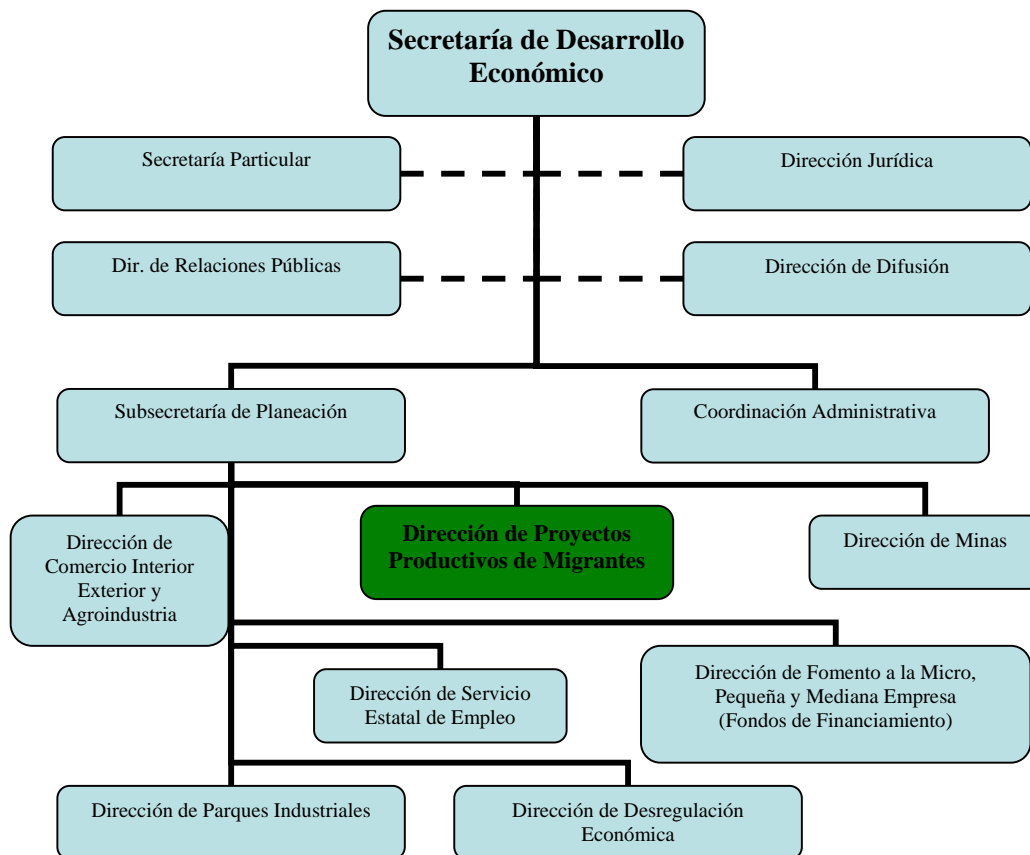 Secretaría de Desarrollo
Económico
Secretaría Particular
Dirección Jurídica
Dir. de Relaciones Públicas
Dirección de Difusión
Subsecretaría de Planeación
Coordinación Administrativa
Dirección de
Comercio Interior
Exterior y
Agroindustria
Dirección de Proyectos
Productivos de Migrantes
Dirección de Minas
Dirección de Servicio
Estatal de Empleo
Dirección de Fomento a la Micro,
Pequeña y Mediana Empresa
(Fondos de Financiamiento)
Dirección de Parques Industriales
Dirección de Desregulación
Económica